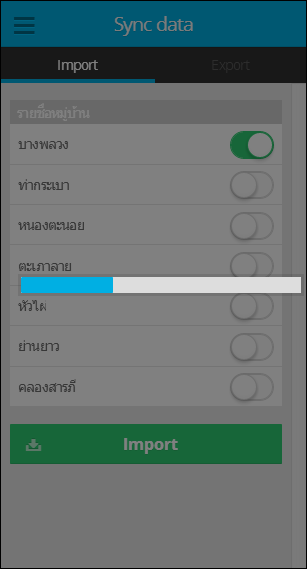 Sync data
Import Export
รายชื่อหมู่บ้าน
บางพลวง
ท่ากระเบา
หนองตะนอย
ตะเภาลาย
หัวไผ่
ย่านยาว
คลองสารภี
Import